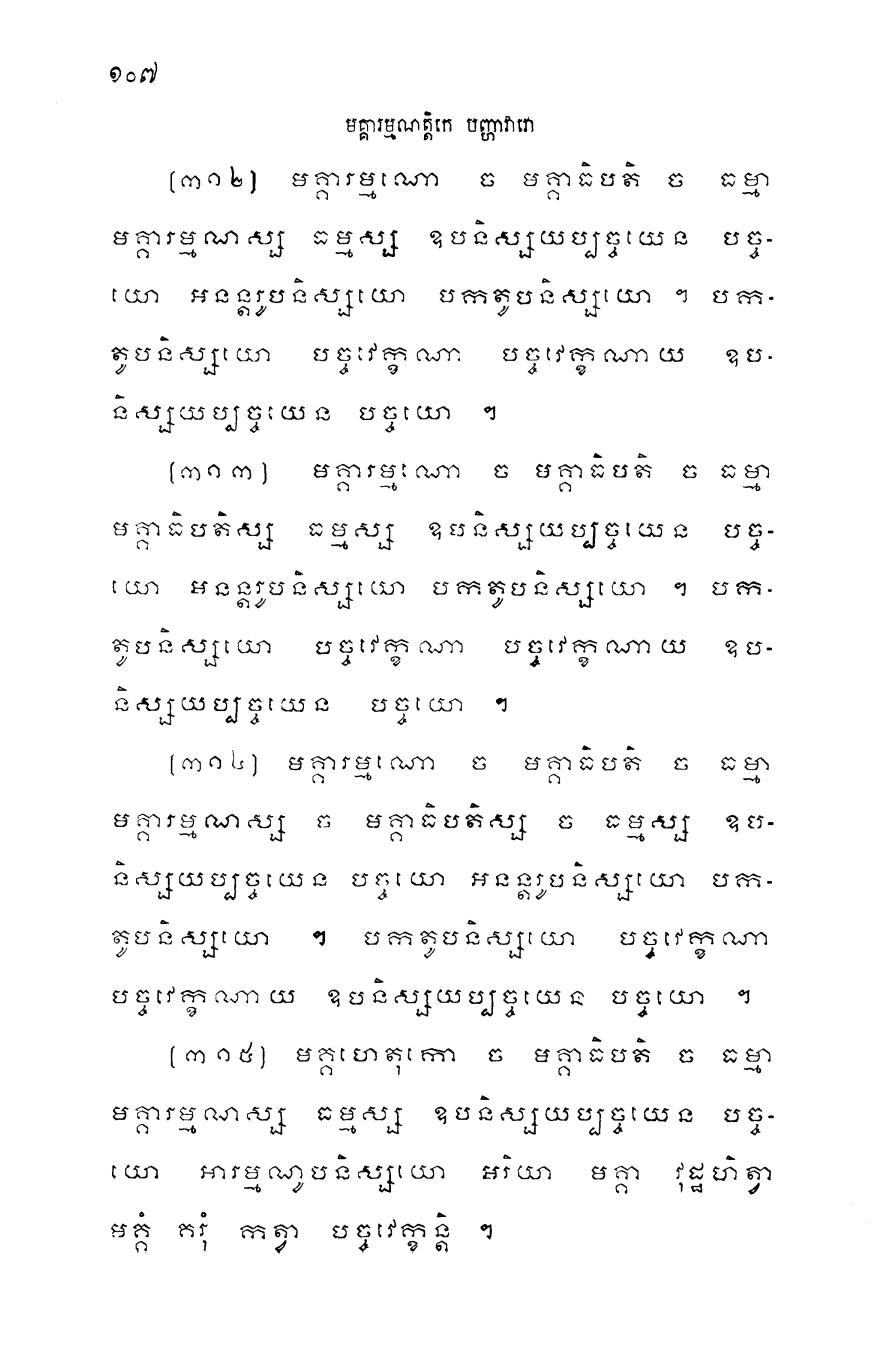 ១០៧
មគ្គារម្មណត្តិកេ បញ្ហាវារោ
[៣១២] មគ្គារម្មណោ ច មគ្គាធិបតិ ច ធម្មា
មគ្គារម្មណស្ស ធម្មស្ស ឧបនិស្សយប្បច្ចយេន បច្ច-
យោ អនន្តរូបនិស្សយោ បកតូបនិស្សយោ ។ បក-
តូបនិស្សយោ បច្ចវេក្ខណា បច្ចវេក្ខណាយ ឧប-
និស្សយប្បច្ចយេន បច្ចយោ ។
[៣១៣] មគ្គារម្មណោ ច មគ្គាធិបតិ ច ធម្មា
មគ្គាធិបតិស្ស ធម្មស្ស ឧបនិស្សយប្បច្ចយេន បច្ច-
យោ អនន្តរូបនិស្សយោ បកតូបនិស្សយោ ។ បក-
តូបនិស្សយោ បច្ចវេក្ខណា បច្ចវេក្ខណាយ ឧប-
និស្សយប្បច្ចយេន បច្ចយោ ។
[៣១៤] មគ្គារម្មណោ ច មគ្គាធិបតិ ច ធម្មា
មគ្គារម្មណស្ស ច មគ្គាធិបតិស្ស ច ធម្មស្ស ឧប-
និស្សយប្បច្ចយេន បច្ចយោ អនន្តរូបនិស្សយោ បក-
តូបនិស្សយោ ។ បកតូបនិស្សយោ បច្ចវេក្ខណា
បច្ចវេក្ខណាយ ឧបនិស្សយប្បច្ចយេន បច្ចយោ ។
[៣១៥] មគ្គហេតុកោ ច មគ្គាធិបតិ ច ធម្មា
មគ្គារម្មណស្ស ធម្មស្ស ឧបនិស្សយប្បច្ចយេន បច្ច-
យោ អារម្មណូបនិស្សយោ អរិយា មគ្គា វុដ្ឋហិត្វា
មគ្គំ គរុំ កត្វា បច្ចវេក្ខន្តិ ។